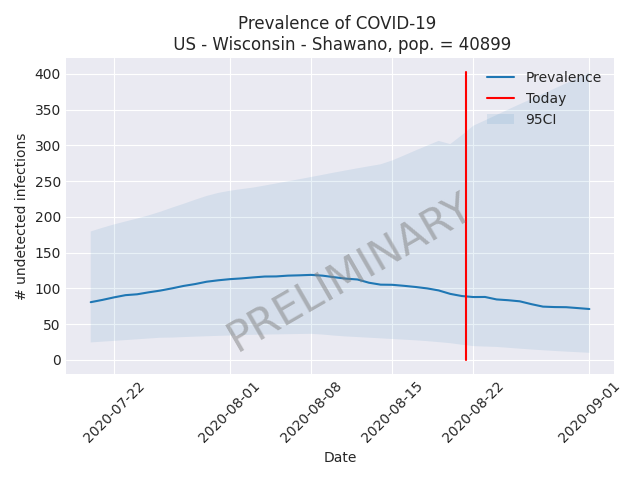 Prevalence of COVID-19
US - Wisconsin - Shawano, pop. = 40899
# undetected infections
400
350
300
250
200
150
100
50
0
Prevalence
Today
95CI
PRELIMINARY
2020-07-22
2020-08-01
2020-08-08
2020-08-15
2020-08-22
2020-09-01
Date